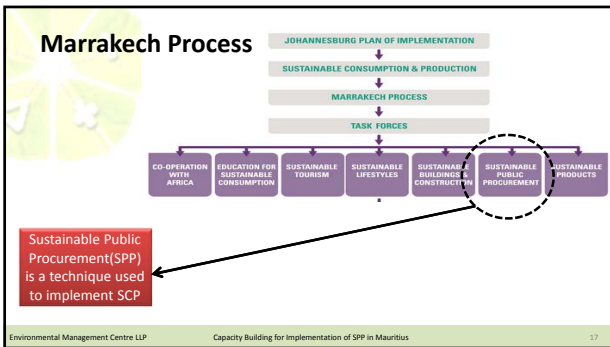 Marrakech Process
JOHANNESBURG PLAN OF IMPLEMENTATION
SUSTAINABLE CONSUMPTION & PRODUCTION
MARRAKECH PROCESS
TASK FORCES
CO-OPERATION
WITH
AFRICA
EDUCATION FOR
SUSTAINABLE
CONSUMPTION
SUSTAINABLE
TOURISM
SUSTAINABLE
LIFESTYLES
SUSTAINABLE
BUILDINGS &
CONSTRUCTION
SUSTAINABLE
PUBLIC
PROCUREMENT
SUSTAINABLE
PRODUCTS
Sustainable Public
Procurement(SPP)
is a technique used
to implement SCP
Environmental Management Centre LLP Capacity Building for Implementation of SPP in Mauritius 17